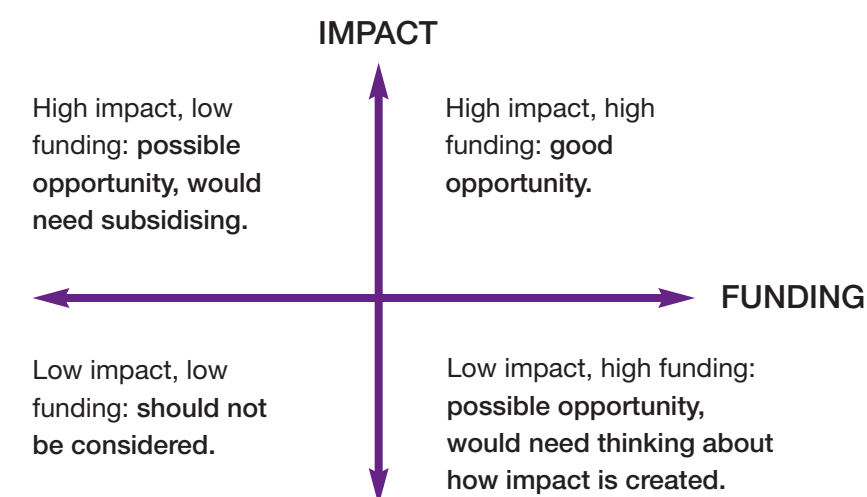 IMPACT
High impact, low
funding: possible
opportunity, would
need subsidising.
High impact, high
funding: good
opportunity.
FUNDING
Low impact, low
funding: should not
be considered.
Low impact, high funding:
possible opportunity,
would need thinking about
how impact is created.